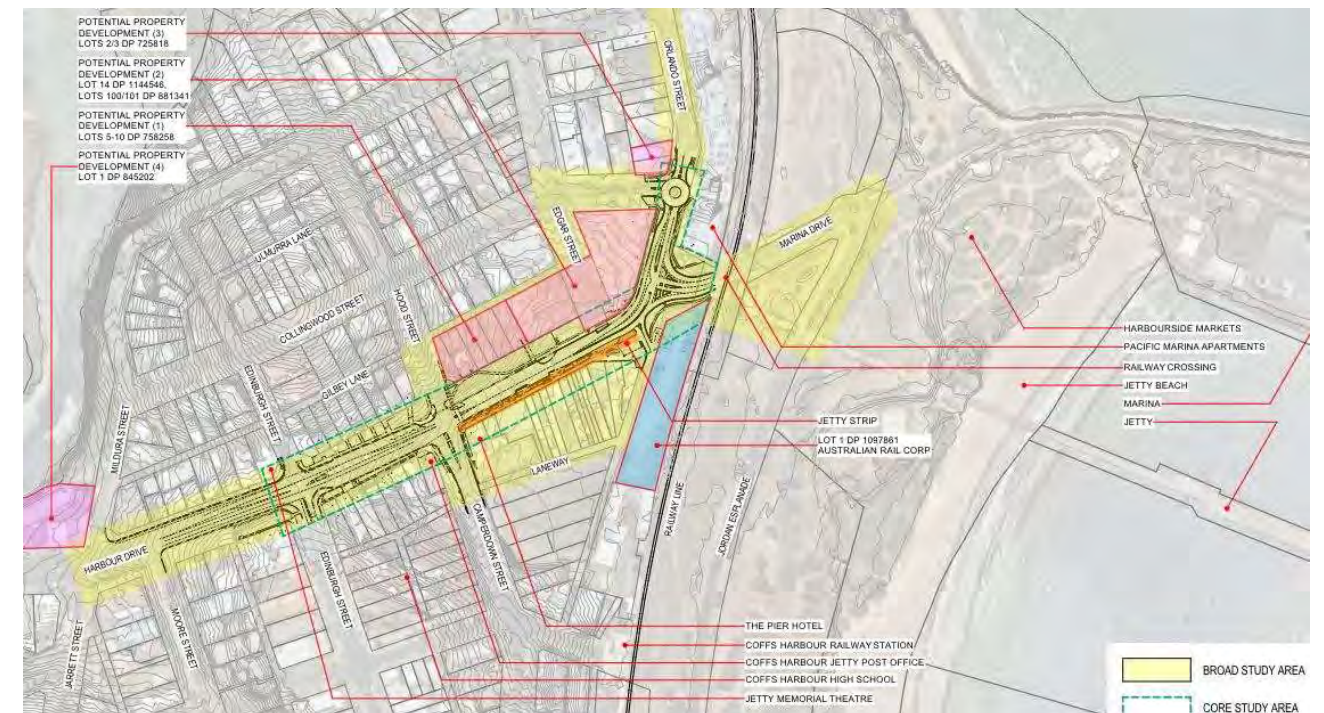 POTENTIAL PROPERTY
DEVELOPMENT (3)
LOTS 2/3 DP 725818
POTENTIAL PROPERTY
DEVELOPMENT (2)
LOT 14 DP 1144546,
LOTS 100/101 DP 881341
POTENTIAL PROPERTY
DEVELOPMENT (1)
LOTS 5-10 DP 758258
POTENTIAL PROPERTY
DEVELOPMENT (4)
LOT 1 DP 845202
ORLANDO STREET
EDGAR STREET
MARINA DRIVE
ULMURRA LANE
COLLINGWOOD STREET
HOOD STREET
GILBEY LANE
EDINBURGH STREET
MILDURA STREET
HARBOUR DRIVE
JARRETT STREET
MOORE STREET
EDINBURGH STREET
CAMPERDOWN STREET
LANEWAY
RAILWAY LINE
JORDAN ESPLANADE
HARBOURSIDE MARKETS
PACIFIC MARINA APARTMENTS
RAILWAY CROSSING
JETTY BEACH
MARINA
JETTY
JETTY STRIP
LOT 1 DP 1097861
AUSTRALIAN RAIL CORP
THE PIER HOTEL
COFFS HARBOUR RAILWAY STATION
COFFS HARBOUR JETTY POST OFFICE
COFFS HARBOUR HIGH SCHOOL
JETTY MEMORIAL THEATRE
BROAD STUDY AREA
CORE STUDY AREA